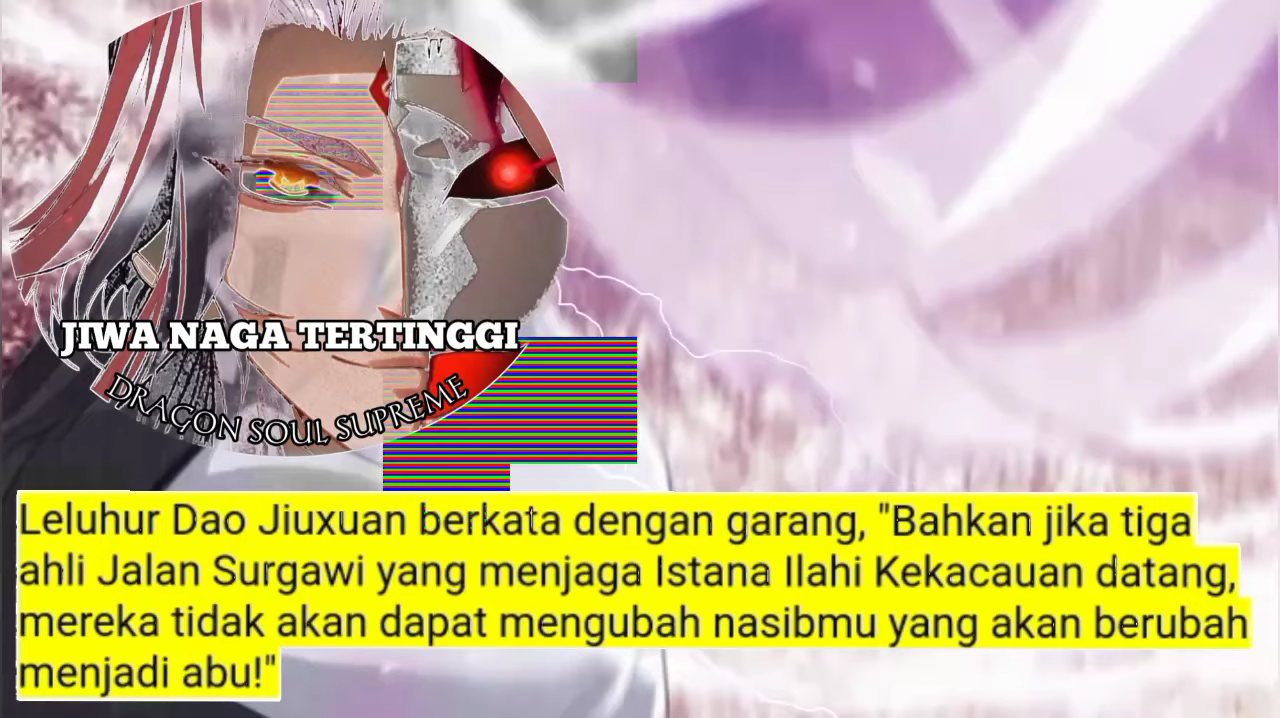 JIWA NAGA TERTINGGI
DRAGON SOUL SUPREME
Leluhur Dao Jiuxuan berkata dengan garang, "Bahkan jika tiga
ahli Jalan Surgawi yang menjaga Istana Ilahi Kekacauan datang,
mereka tidak akan dapat mengubah nasibmu yang akan berubah
menjadi abu!"